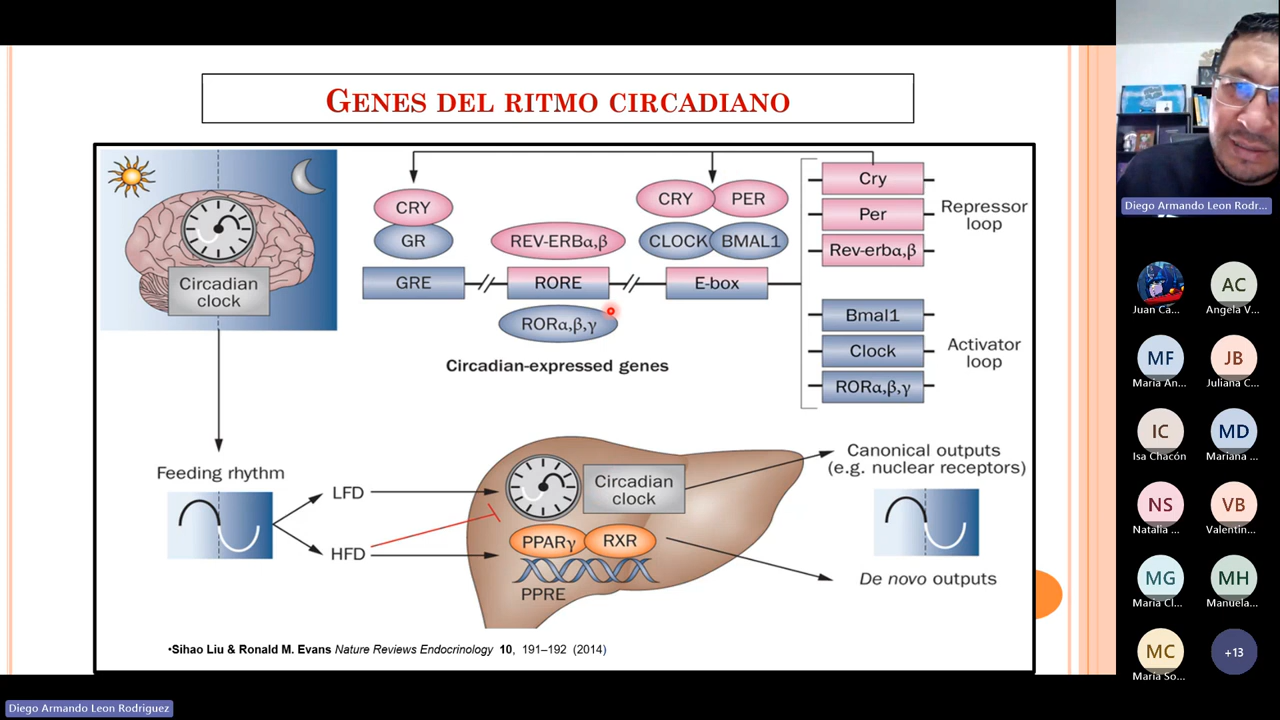 GENES DEL RITMO CIRCADIANO
Circadian
clock
CRY
GR
GRE
REV-ERBα,β
RORE
RORα,β,γ
CRY
PER
CLOCK
BMAL1
E-box
Circadian-expressed genes
Cry
Per
Rev-erbα,β
Repressor
loop
Bmal1
Clock
RORα,β,γ
Activator
loop
Feeding rhythm
LFD
HFD
Circadian
clock
PPARγ
RXR
PPRE
Canonical outputs
(e.g. nuclear receptors)
De novo outputs
•Sihao Liu & Ronald M. Evans Nature Reviews Endocrinology 10, 191–192 (2014)
Diego Armando Leon Rodr...
Juan Ca...
AC
Angela V...
MF
Maria An...
JB
Juliana C...
IC
Isa Chacón
MD
Mariana ...
NS
Natalia ...
VB
Valentin...
MG
Maria Cl...
MH
Manuela...
MC
Maria So...
+13
Diego Armando Leon Rodriguez